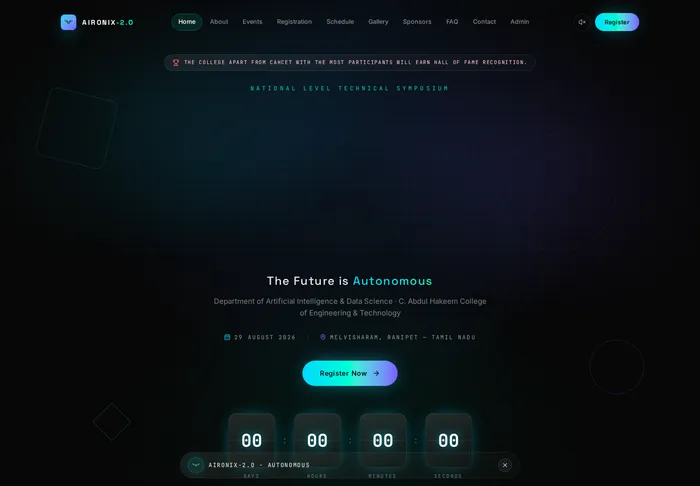 AIRONIX-2.0
Home About Events Registration Schedule Gallery Sponsors FAQ Contact Admin
Register
THE COLLEGE APART FROM CAHCET WITH THE MOST PARTICIPANTS WILL EARN HALL OF FAME RECOGNITION.
NATIONAL LEVEL TECHNICAL SYMPOSIUM
The Future is Autonomous
Department of Artificial Intelligence & Data Science · C. Abdul Hakeem College
of Engineering & Technology
29 AUGUST 2026
MELVISHARAM, RANIPET — TAMIL NADU
Register Now →
00 : 00 : 00 : 00
AIRONIX-2.0 · AUTONOMOUS
DAYS HOURS MINUTES SECONDS